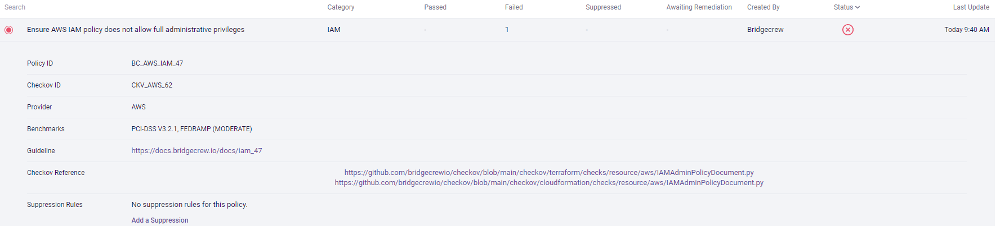 Search Category Passed Failed Suppressed Awaiting Remediation Created By Status Last Update
Ensure AWS IAM policy does not allow full administrative privileges IAM - 1 - - Bridgecrew Today 9:40 AM
Policy ID BC_AWS_IAM_47
Checkov ID CKV_AWS_62
Provider AWS
Benchmarks PCI-DSS V3.2.1, FEDRAMP (MODERATE)
Guideline https://docs.bridgecrew.io/docs/iam_47
Checkov Reference https://github.com/bridgecrewio/checkov/blob/main/checkov/terraform/checks/resource/aws/IAMAdminPolicyDocument.py
https://github.com/bridgecrewio/checkov/blob/main/checkov/cloudformation/checks/resource/aws/IAMAdminPolicyDocument.py
Suppression Rules No suppression rules for this policy.
Add a Suppression